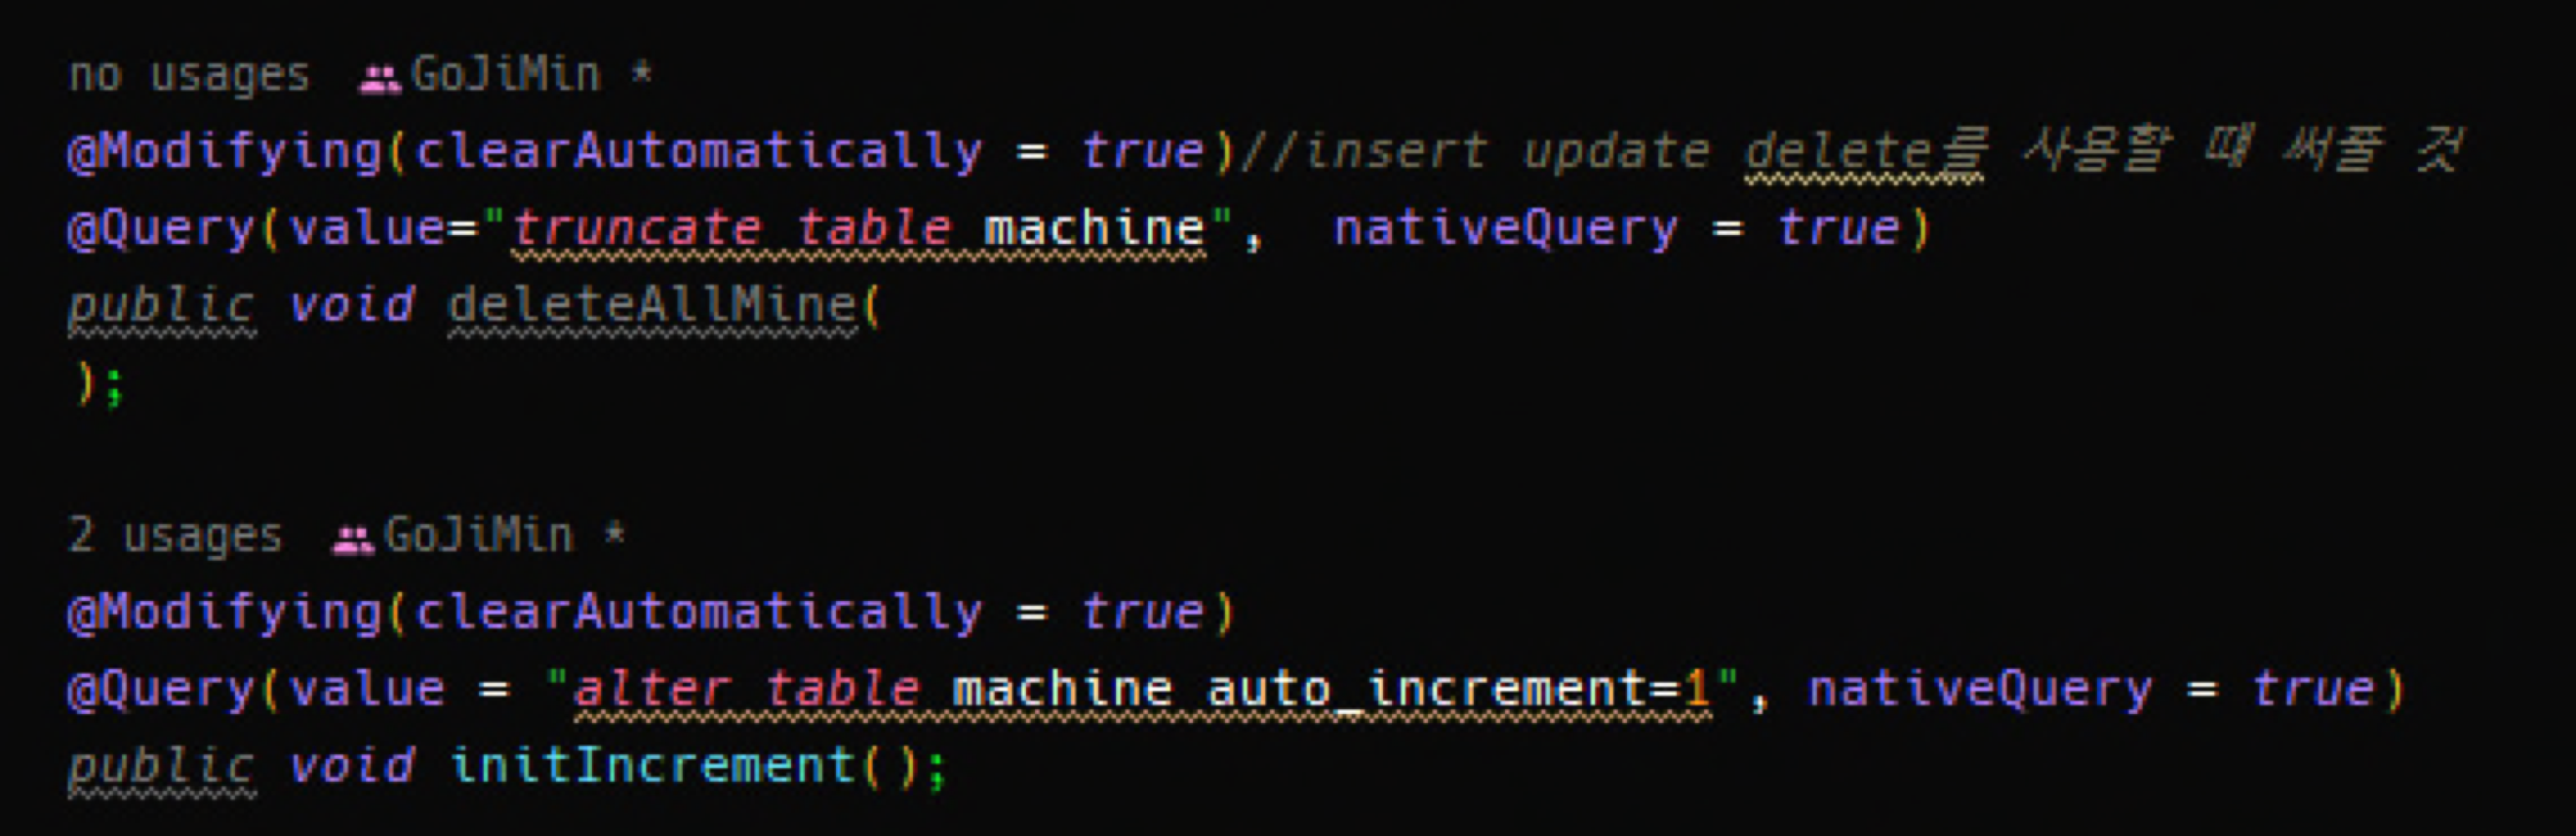 no usages GoJiMin *
@Modifying(clearAutomatically = true)//insert update delete를 사용할 때 써줄 것
@Query(value="truncate table machine",  nativeQuery = true)
public void deleteAllMine(
);
2 usages GoJiMin *
@Modifying(clearAutomatically = true)
@Query(value = "alter table machine auto_increment=1", nativeQuery = true)
public void initIncrement();